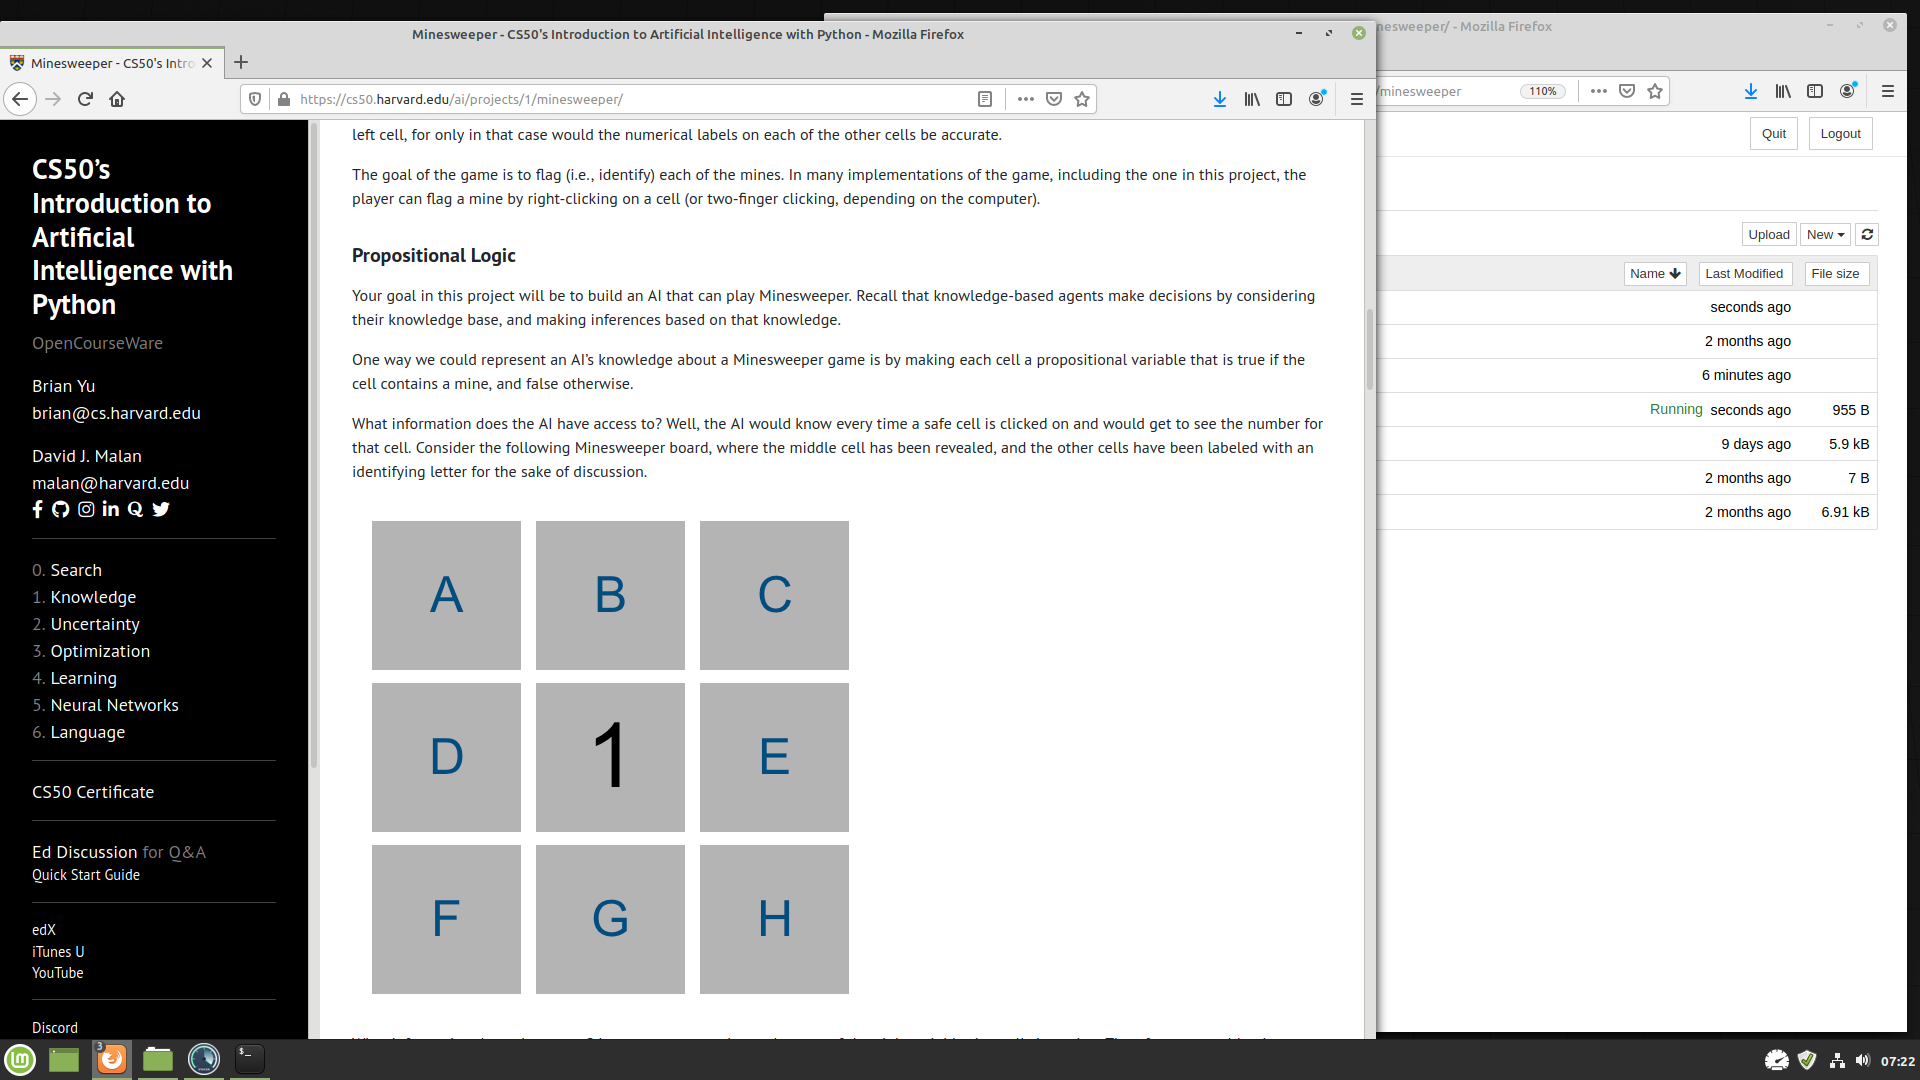 Minesweeper - CS50's Introduction to Artificial Intelligence with Python - Mozilla Firefox
nesweeper/ - Mozilla Firefox
Minesweeper - CS50's Intro
https://cs50.harvard.edu/ai/projects/1/minesweeper/
/minesweeper
110%
Quit
Logout
CS50’s
Introduction to
Artificial
Intelligence with
Python
OpenCourseWare
Brian Yu
brian@cs.harvard.edu
David J. Malan
malan@harvard.edu
0. Search
1. Knowledge
2. Uncertainty
3. Optimization
4. Learning
5. Neural Networks
6. Language
CS50 Certificate
Ed Discussion for Q&A
Quick Start Guide
edX
iTunes U
YouTube
Discord
left cell, for only in that case would the numerical labels on each of the other cells be accurate.
The goal of the game is to flag (i.e., identify) each of the mines. In many implementations of the game, including the one in this project, the
player can flag a mine by right-clicking on a cell (or two-finger clicking, depending on the computer).
Propositional Logic
Your goal in this project will be to build an AI that can play Minesweeper. Recall that knowledge-based agents make decisions by considering
their knowledge base, and making inferences based on that knowledge.
One way we could represent an AI’s knowledge about a Minesweeper game is by making each cell a propositional variable that is true if the
cell contains a mine, and false otherwise.
What information does the AI have access to? Well, the AI would know every time a safe cell is clicked on and would get to see the number for
that cell. Consider the following Minesweeper board, where the middle cell has been revealed, and the other cells have been labeled with an
identifying letter for the sake of discussion.
A B C
D 1 E
F G H
Upload New
Name Last Modified File size
seconds ago
2 months ago
6 minutes ago
Running seconds ago 955 B
9 days ago 5.9 kB
2 months ago 7 B
2 months ago 6.91 kB
3
07:22